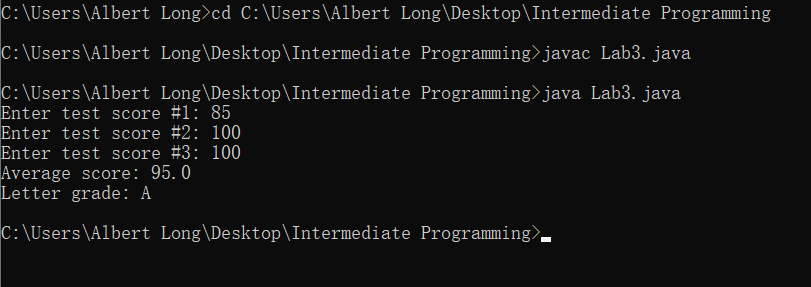 C:\Users\Albert Long>cd C:\Users\Albert Long\Desktop\Intermediate Programming
C:\Users\Albert Long\Desktop\Intermediate Programming>javac Lab3.java
C:\Users\Albert Long\Desktop\Intermediate Programming>java Lab3.java
Enter test score #1: 85
Enter test score #2: 100
Enter test score #3: 100
Average score: 95.0
Letter grade: A
C:\Users\Albert Long\Desktop\Intermediate Programming>